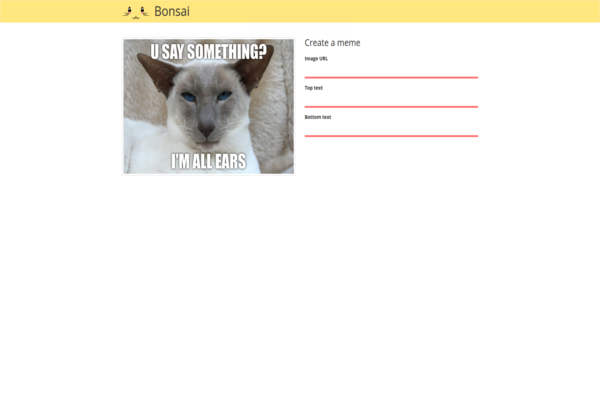 Bonsai
U SAY SOMETHING?
I'M ALL EARS
Create a meme
Image URL
Top text
Bottom text